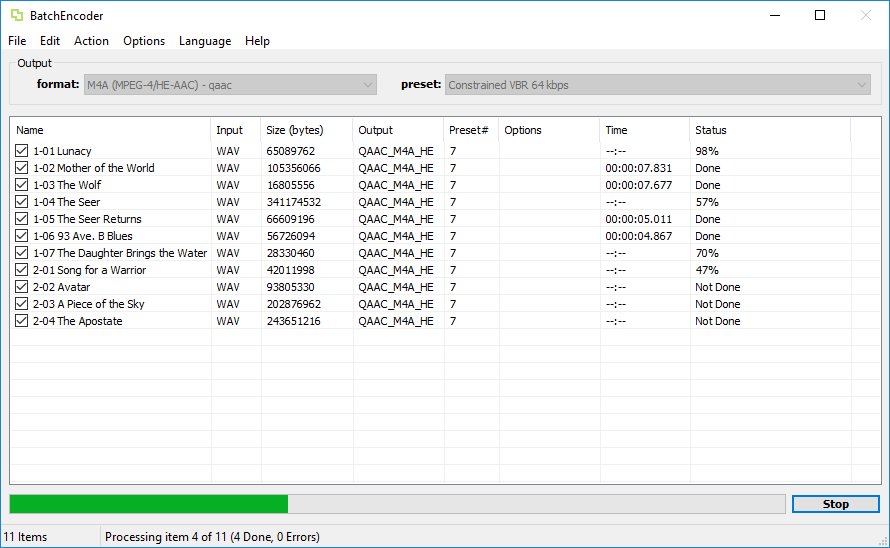 BatchEncoder
File Edit Action Options Language Help
Output
format: M4A (MPEG-4/HE-AAC) - qaac preset: Constrained VBR 64 kbps
Name Input Size (bytes) Output Preset# Options Time Status
1-01 Lunacy WAV 65089762 QAAC_M4A_HE 7 --:-- 98%
1-02 Mother of the World WAV 105356066 QAAC_M4A_HE 7 00:00:07.831 Done
1-03 The Wolf WAV 16805556 QAAC_M4A_HE 7 00:00:07.677 Done
1-04 The Seer WAV 341174532 QAAC_M4A_HE 7 --:-- 57%
1-05 The Seer Returns WAV 66609196 QAAC_M4A_HE 7 00:00:05.011 Done
1-06 93 Ave. B Blues WAV 56726094 QAAC_M4A_HE 7 00:00:04.867 Done
1-07 The Daughter Brings the Water WAV 28330460 QAAC_M4A_HE 7 --:-- 70%
2-01 Song for a Warrior WAV 42011998 QAAC_M4A_HE 7 --:-- 47%
2-02 Avatar WAV 93805330 QAAC_M4A_HE 7 --:-- Not Done
2-03 A Piece of the Sky WAV 202876962 QAAC_M4A_HE 7 --:-- Not Done
2-04 The Apostate WAV 243651216 QAAC_M4A_HE 7 --:-- Not Done
Stop
11 Items Processing item 4 of 11 (4 Done, 0 Errors)